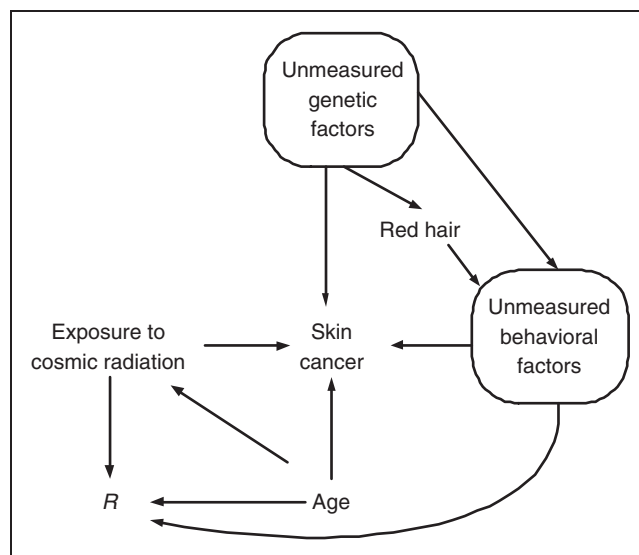 Unmeasured
genetic
factors
Red hair
Unmeasured
behavioral
factors
Exposure to
cosmic radiation
Skin
cancer
R
Age